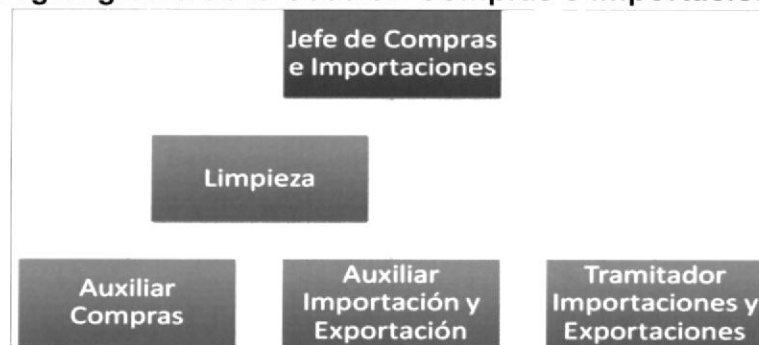 Jefe de Compras
e Importaciones
Limpieza
Auxiliar
Compras
Auxiliar
Importación y
Exportación
Tramitador
Importaciones y
Exportaciones